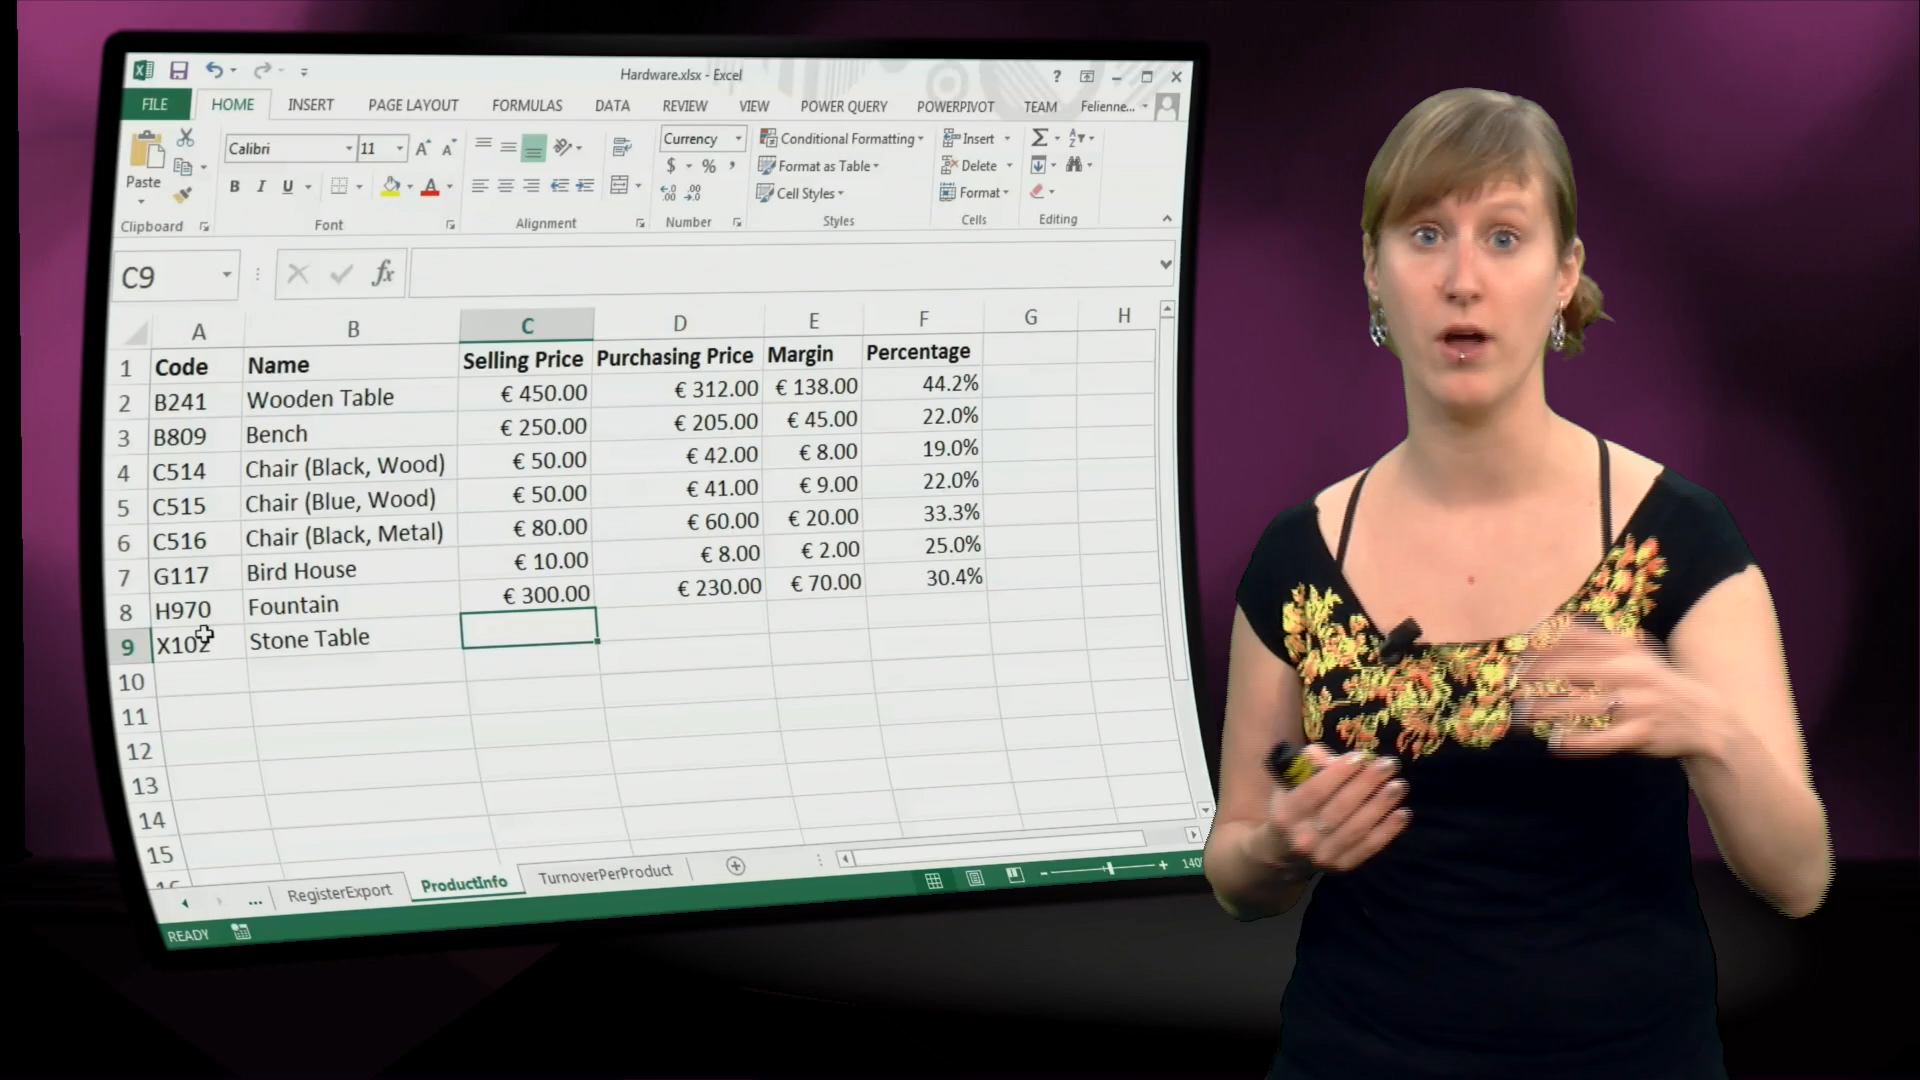 Hardware.xlsx - Excel
?
FILE HOME INSERT PAGE LAYOUT FORMULAS DATA REVIEW VIEW POWER QUERY POWERPIVOT TEAM Felienne...
Calibri 11 Currency Conditional Formatting Insert
Paste B I U $ % Format as Table Delete
Cell Styles Format
Clipboard Font Alignment Number Styles Cells Editing
C9 fx
A B C D E F G H
1 Code Name Selling Price Purchasing Price Margin Percentage
2 B241 Wooden Table € 450.00 € 312.00 € 138.00 44.2%
3 B809 Bench € 250.00 € 205.00 € 45.00 22.0%
4 C514 Chair (Black, Wood) € 50.00 € 42.00 € 8.00 19.0%
5 C515 Chair (Blue, Wood) € 50.00 € 41.00 € 9.00 22.0%
6 C516 Chair (Black, Metal) € 80.00 € 60.00 € 20.00 33.3%
7 G117 Bird House € 10.00 € 8.00 € 2.00 25.0%
8 H970 Fountain € 300.00 € 230.00 € 70.00 30.4%
9 X102 Stone Table
10
11
12
13
14
15
... RegisterExport ProductInfo TurnoverPerProduct
READY